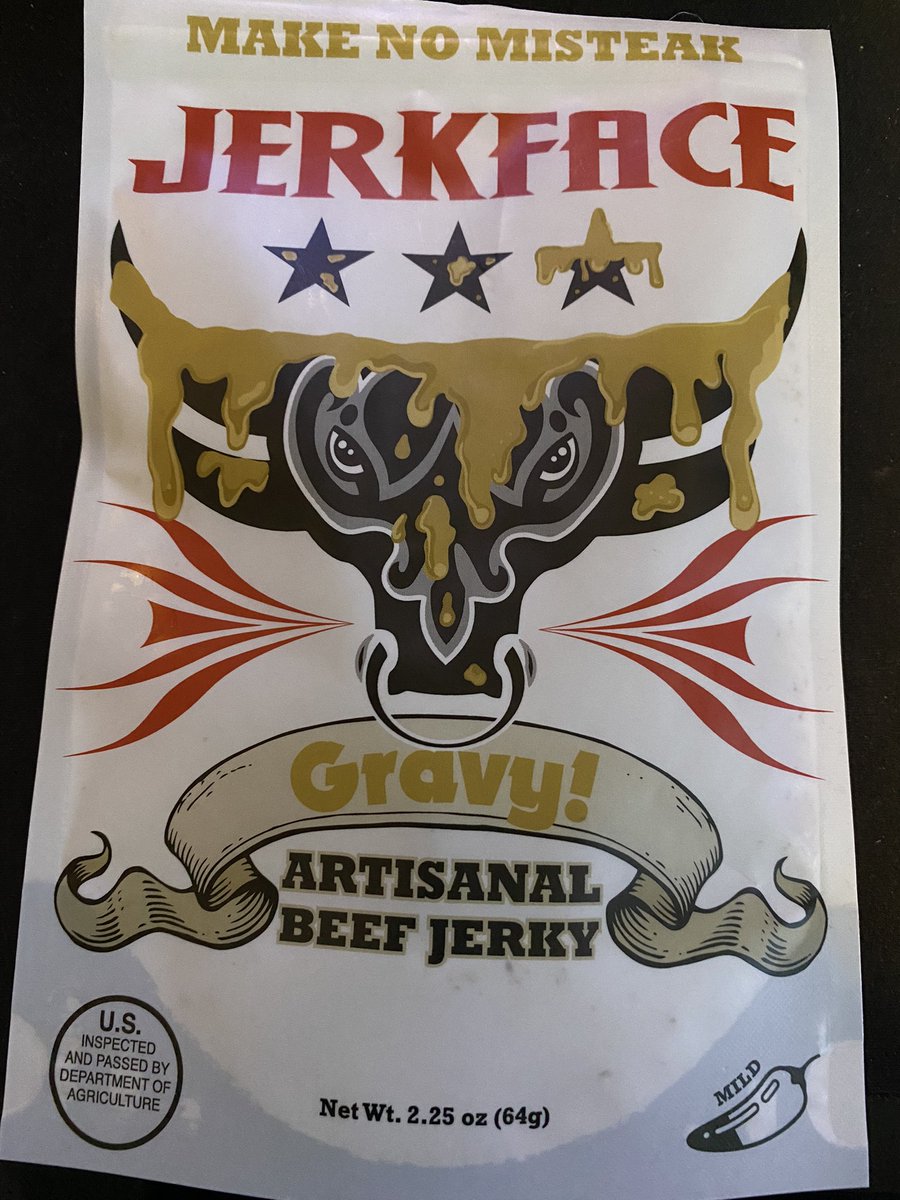 MAKE NO MISTEAK
JERKFACE
Gravy!
ARTISANAL
BEEF JERKY
U.S.
INSPECTED
AND PASSED BY
DEPARTMENT OF
AGRICULTURE
Net Wt. 2.25 oz (64g)
MILD